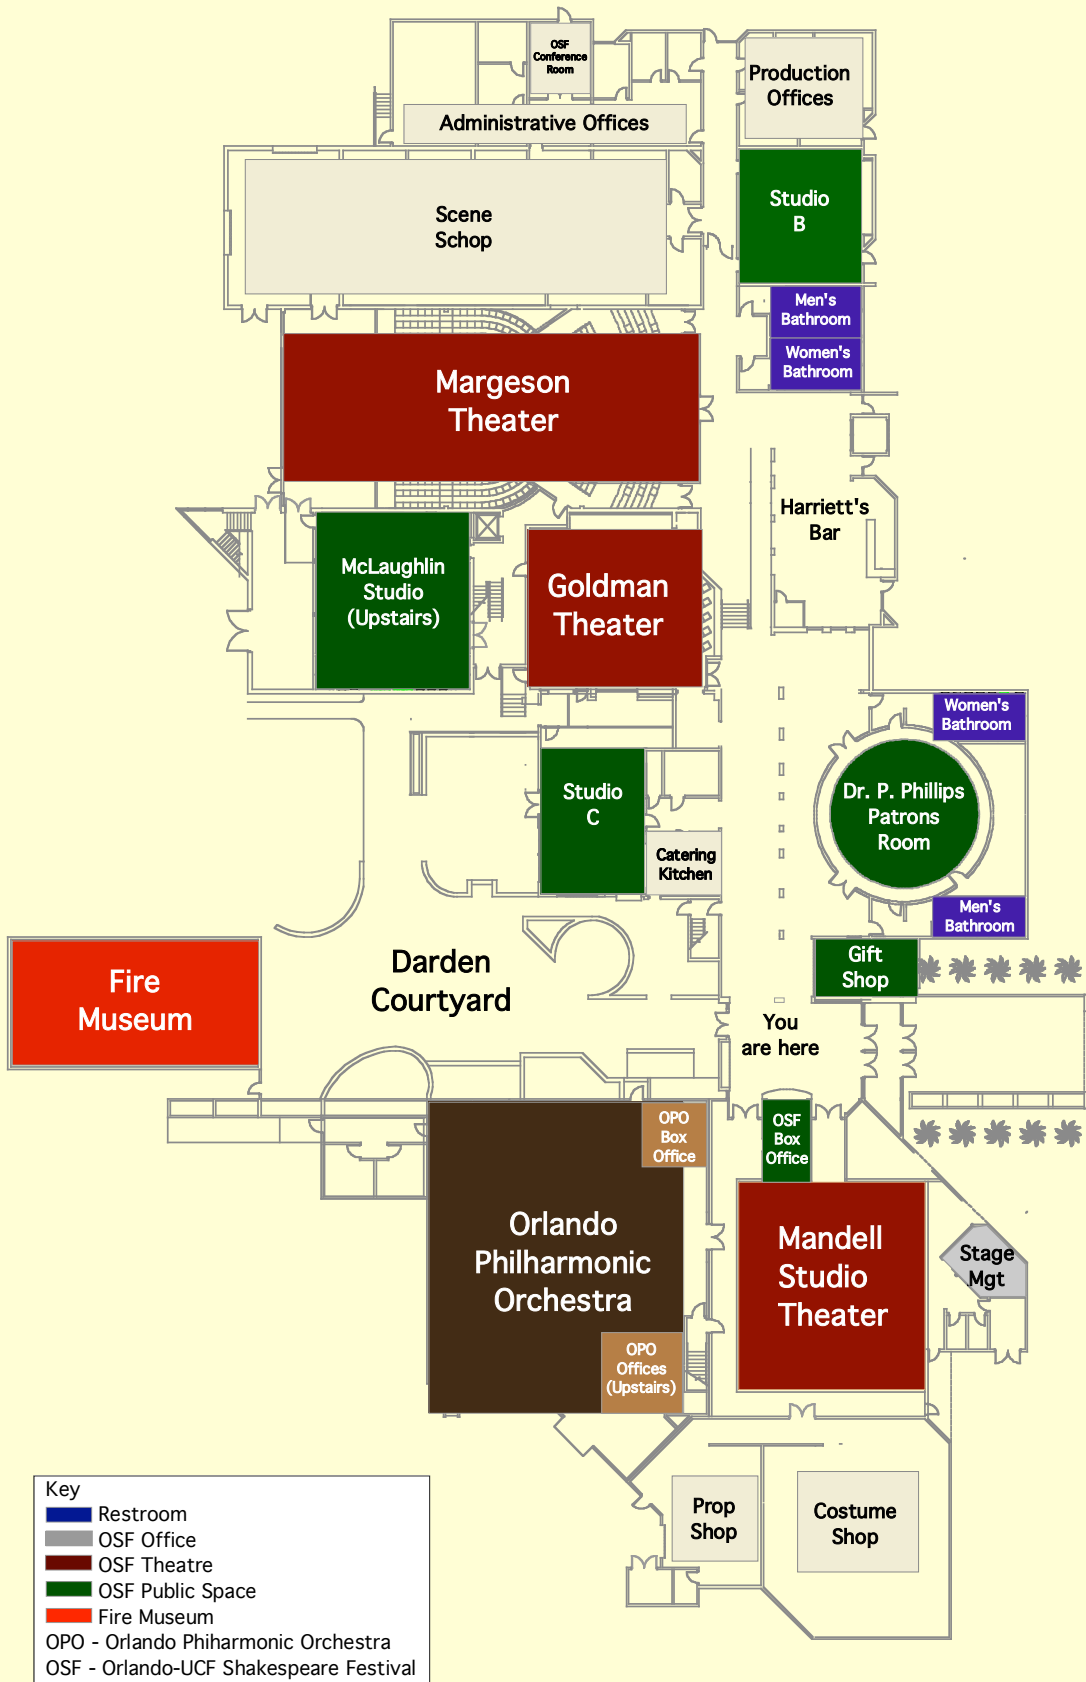 OSF
Conference
Room
Production
Offices
Administrative Offices
Scene
Schop
Studio
B
Men's
Bathroom
Women's
Bathroom
Margeson
Theater
Harriett's
Bar
McLaughlin
Studio
(Upstairs)
Goldman
Theater
Women's
Bathroom
Studio
C
Dr. P. Phillips
Patrons
Room
Catering
Kitchen
Men's
Bathroom
Gift
Shop
Darden
Courtyard
Fire
Museum
You
are here
OPO
Box
Office
OSF
Box
Office
Orlando
Philharmonic
Orchestra
Mandell
Studio
Theater
Stage
Mgt
OPO
Offices
(Upstairs)
Prop
Shop
Costume
Shop
Key
Restroom
OSF Office
OSF Theatre
OSF Public Space
Fire Museum
OPO - Orlando Phiharmonic Orchestra
OSF - Orlando-UCF Shakespeare Festival